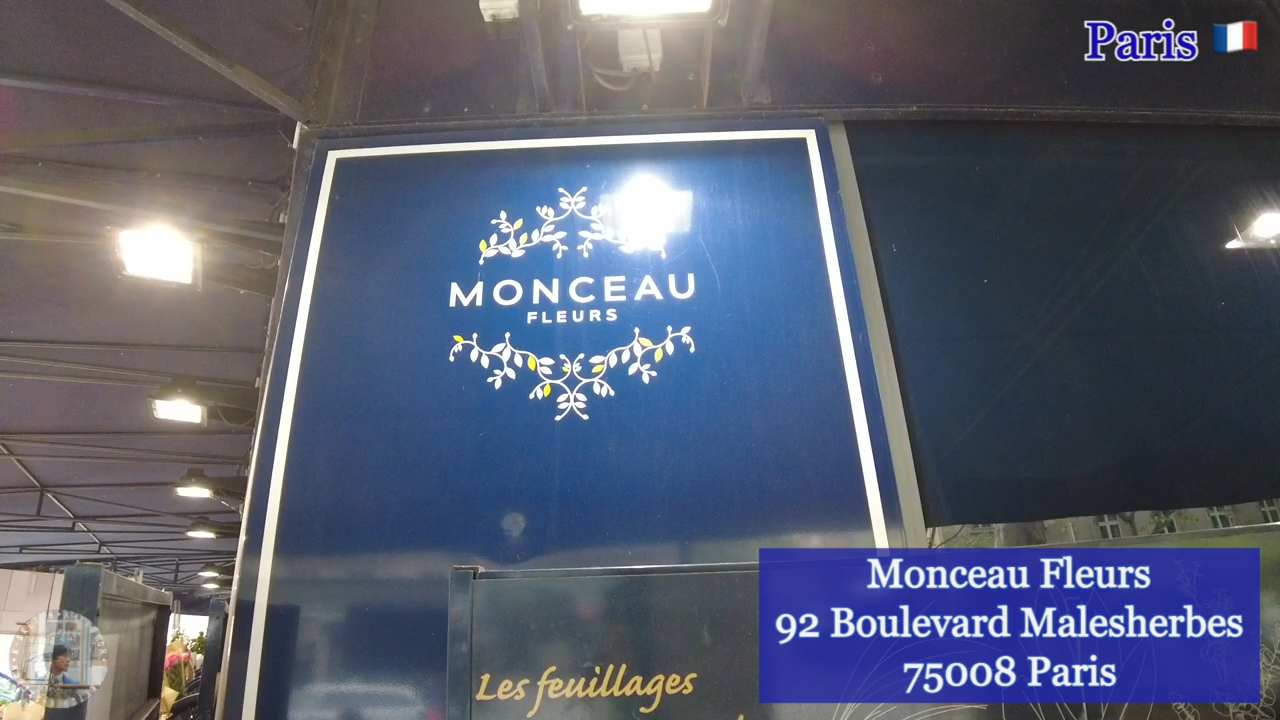 Paris 🇫🇷
MONCEAU
FLEURS
Les feuillages
Monceau Fleurs
92 Boulevard Malesherbes
75008 Paris